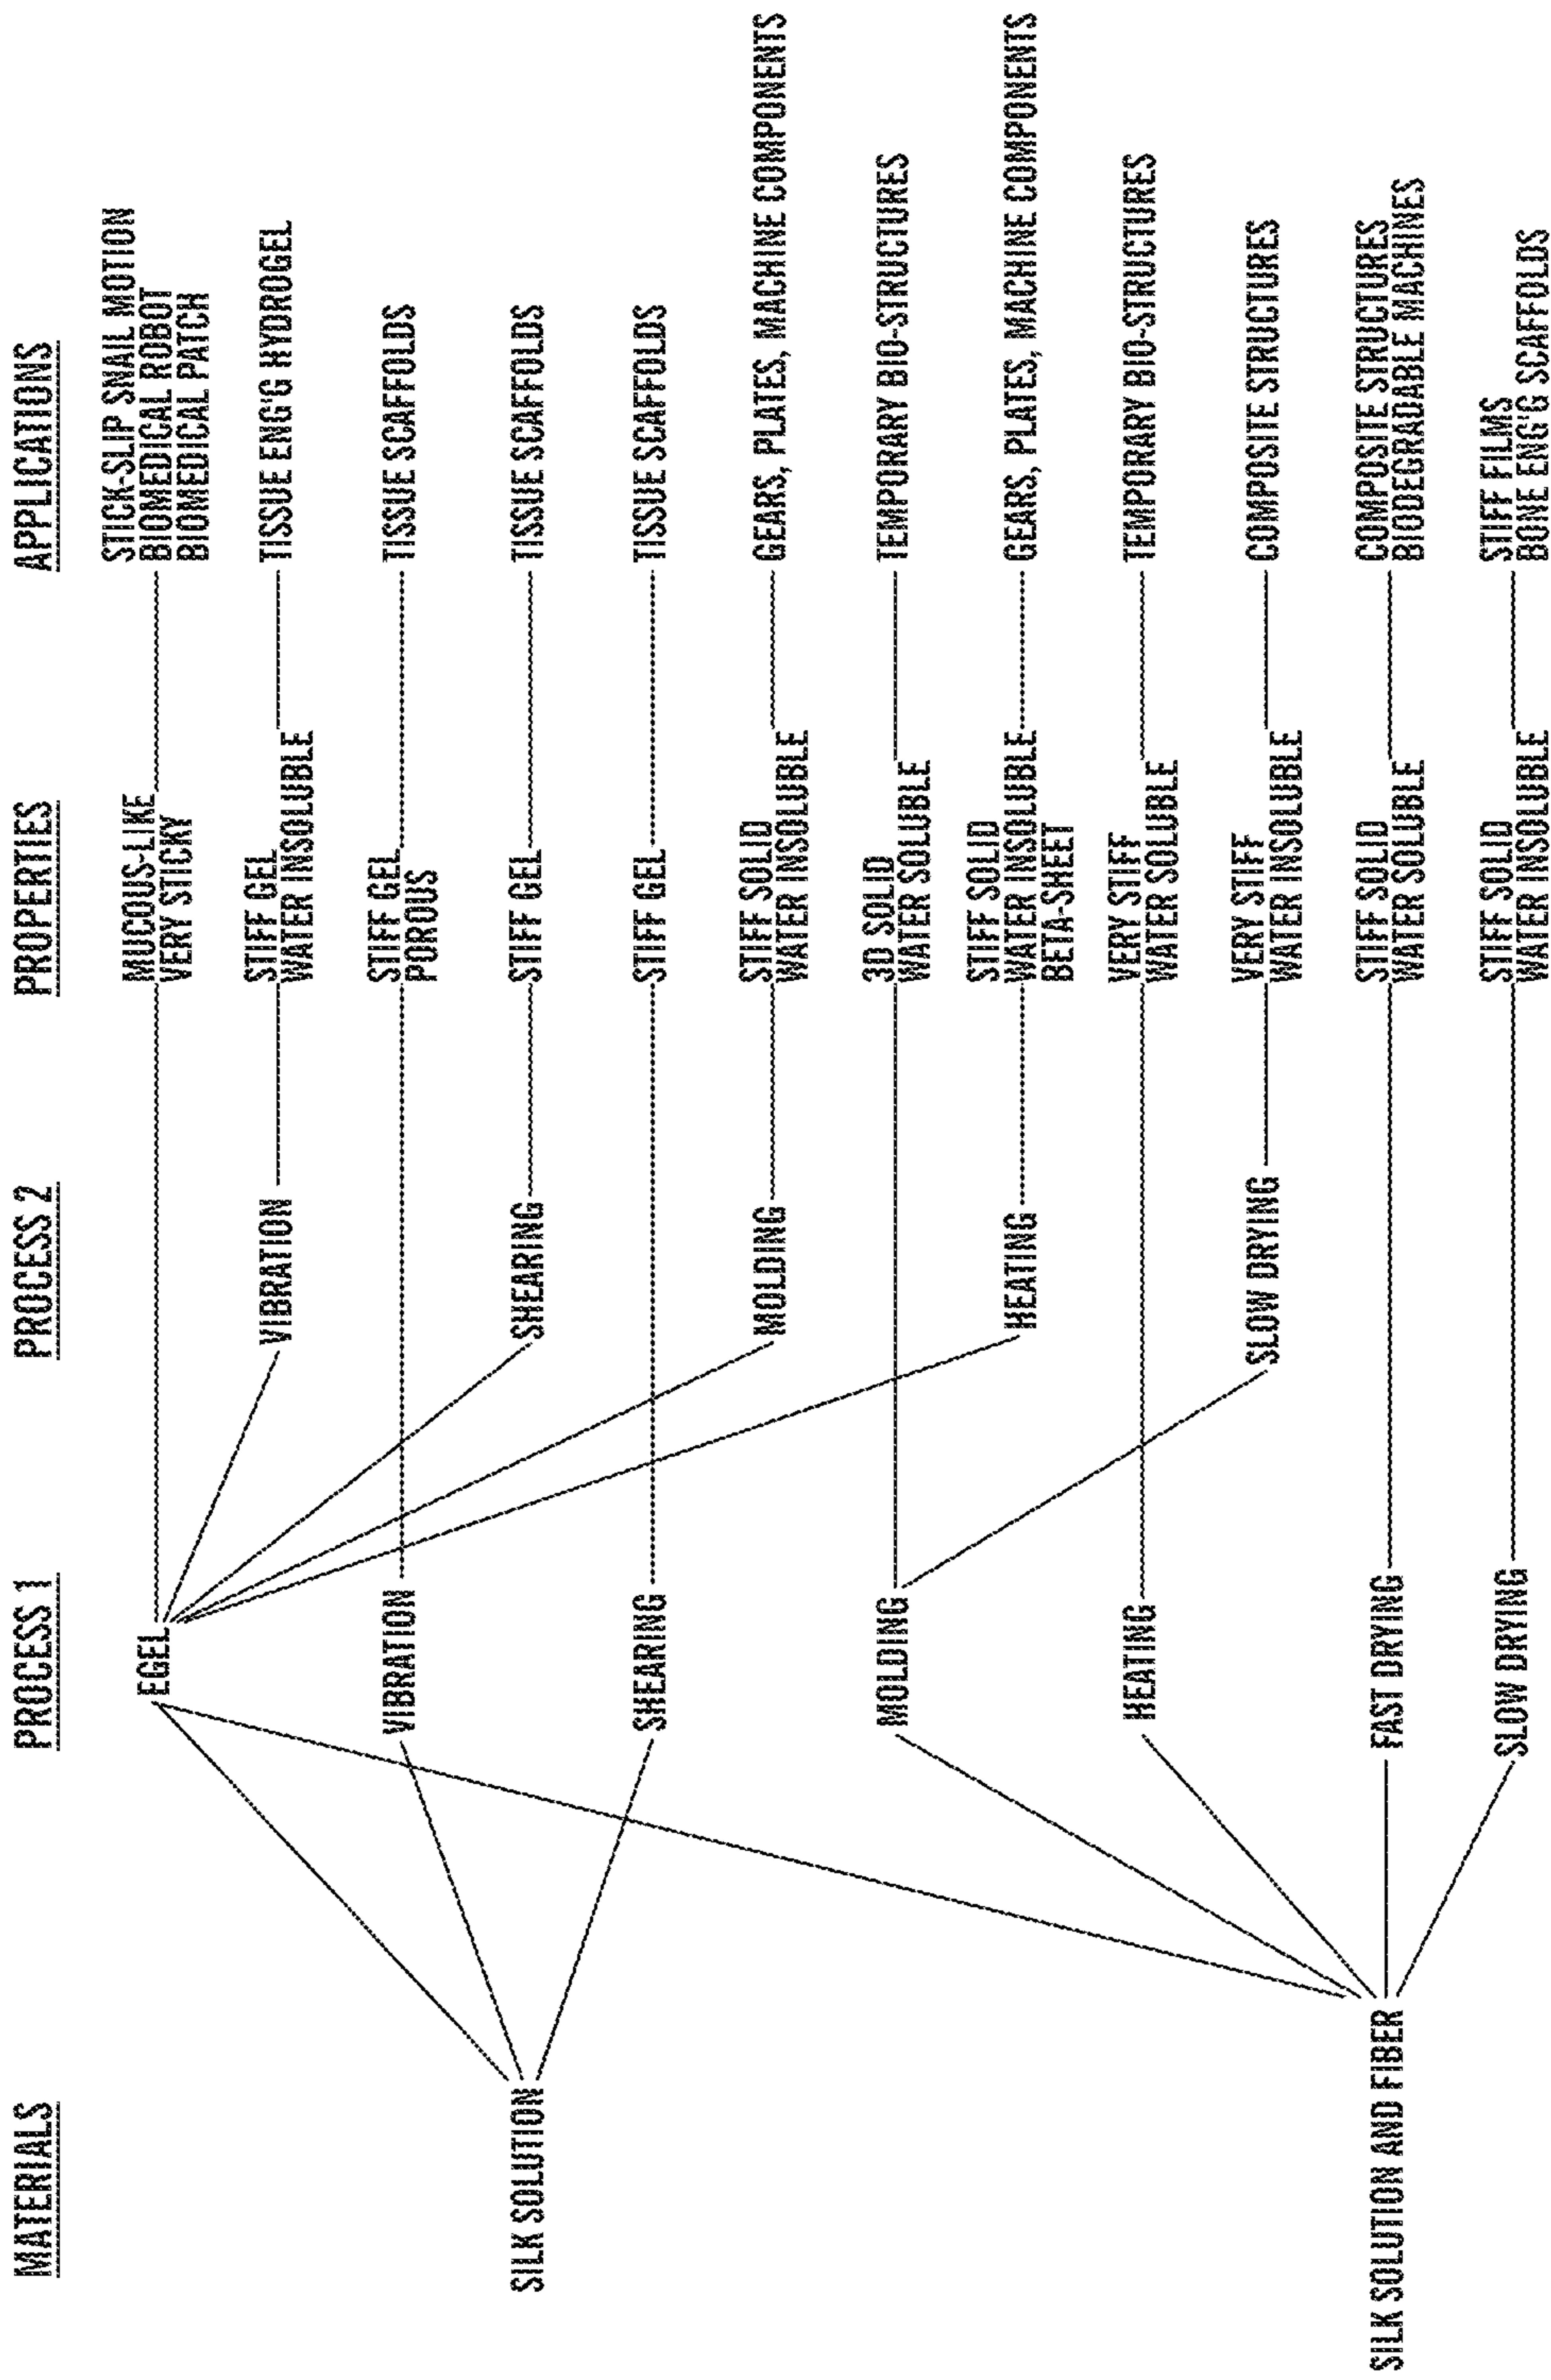 MATERIALS
PROCESS 1
PROCESS 2
PROPERTIES
APPLICATIONS
EGEL
MUCOUS-LIKE
VERY STICKY
STICK-SLIP SNAIL MOTION
BIOMEDICAL ROBOT
BIOMEDICAL PATCH
VIBRATION
STIFF GEL
WATER INSOLUBLE
TISSUE ENG'G HYDROGEL
VIBRATION
STIFF GEL
POROUS
TISSUE SCAFFOLDS
SILK SOLUTION
SHEARING
STIFF GEL
TISSUE SCAFFOLDS
SHEARING
STIFF GEL
TISSUE SCAFFOLDS
MOLDING
STIFF SOLID
WATER INSOLUBLE
GEARS, PLATES, MACHINE COMPONENTS
MOLDING
3D SOLID
WATER SOLUBLE
TEMPORARY BIO-STRUCTURES
HEATING
STIFF SOLID
WATER INSOLUBLE
BETA-SHEET
GEARS, PLATES, MACHINE COMPONENTS
HEATING
VERY STIFF
WATER SOLUBLE
TEMPORARY BIO-STRUCTURES
SLOW DRYING
VERY STIFF
WATER INSOLUBLE
COMPOSITE STRUCTURES
SILK SOLUTION AND FIBER
FAST DRYING
STIFF SOLID
WATER SOLUBLE
COMPOSITE STRUCTURES
BIODEGRADABLE MACHINES
SLOW DRYING
STIFF SOLID
WATER INSOLUBLE
STIFF FILMS
BONE ENG'G SCAFFOLDS